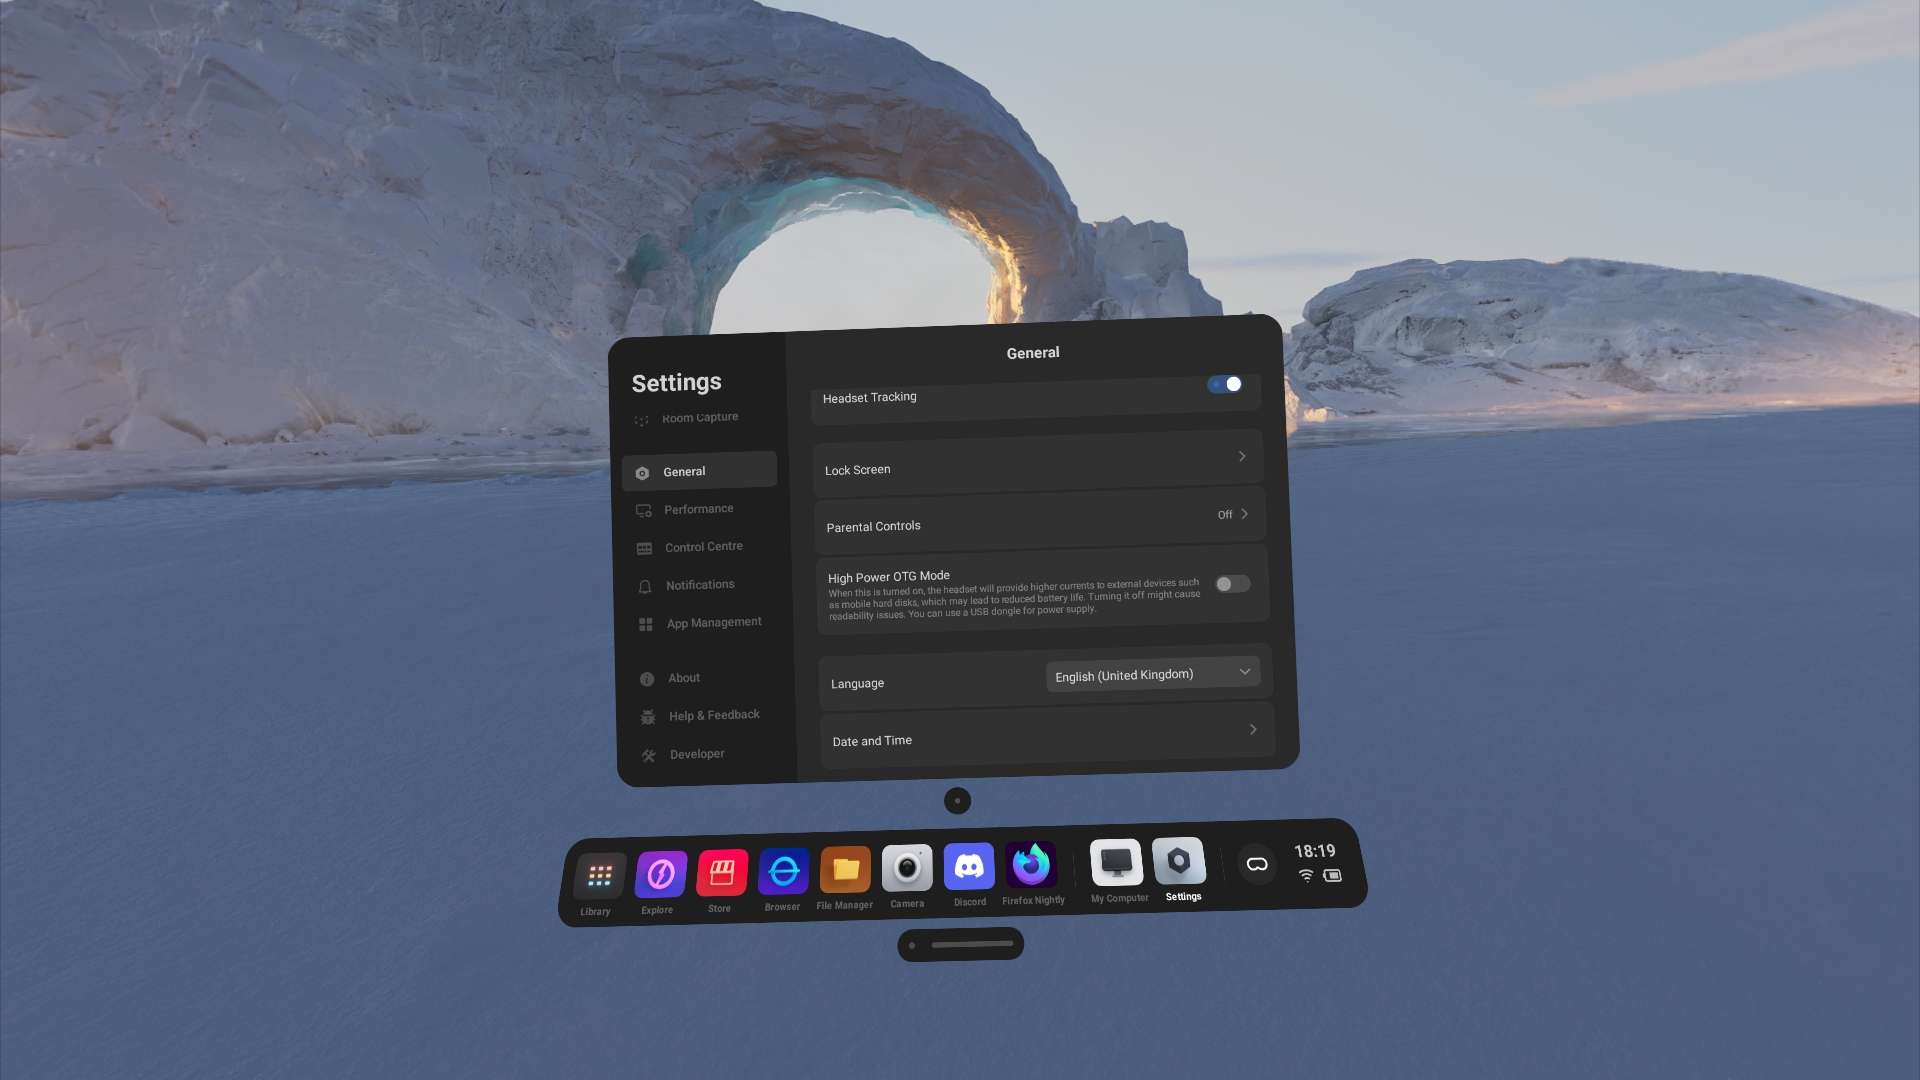 General
Settings
Headset Tracking
Room Capture
General
Performance
Control Centre
Notifications
App Management
About
Help & Feedback
Developer
Lock Screen
Parental Controls
Off
High Power OTG Mode
When this is turned on, the headset will provide higher currents to external devices such
as mobile hard disks, which may lead to reduced battery life. Turning it off might cause
readability issues. You can use a USB dongle for power supply.
Language
English (United Kingdom)
Date and Time
Library
Explore
Store
Browser
File Manager
Camera
Discord
Firefox Nightly
My Computer
Settings
18:19